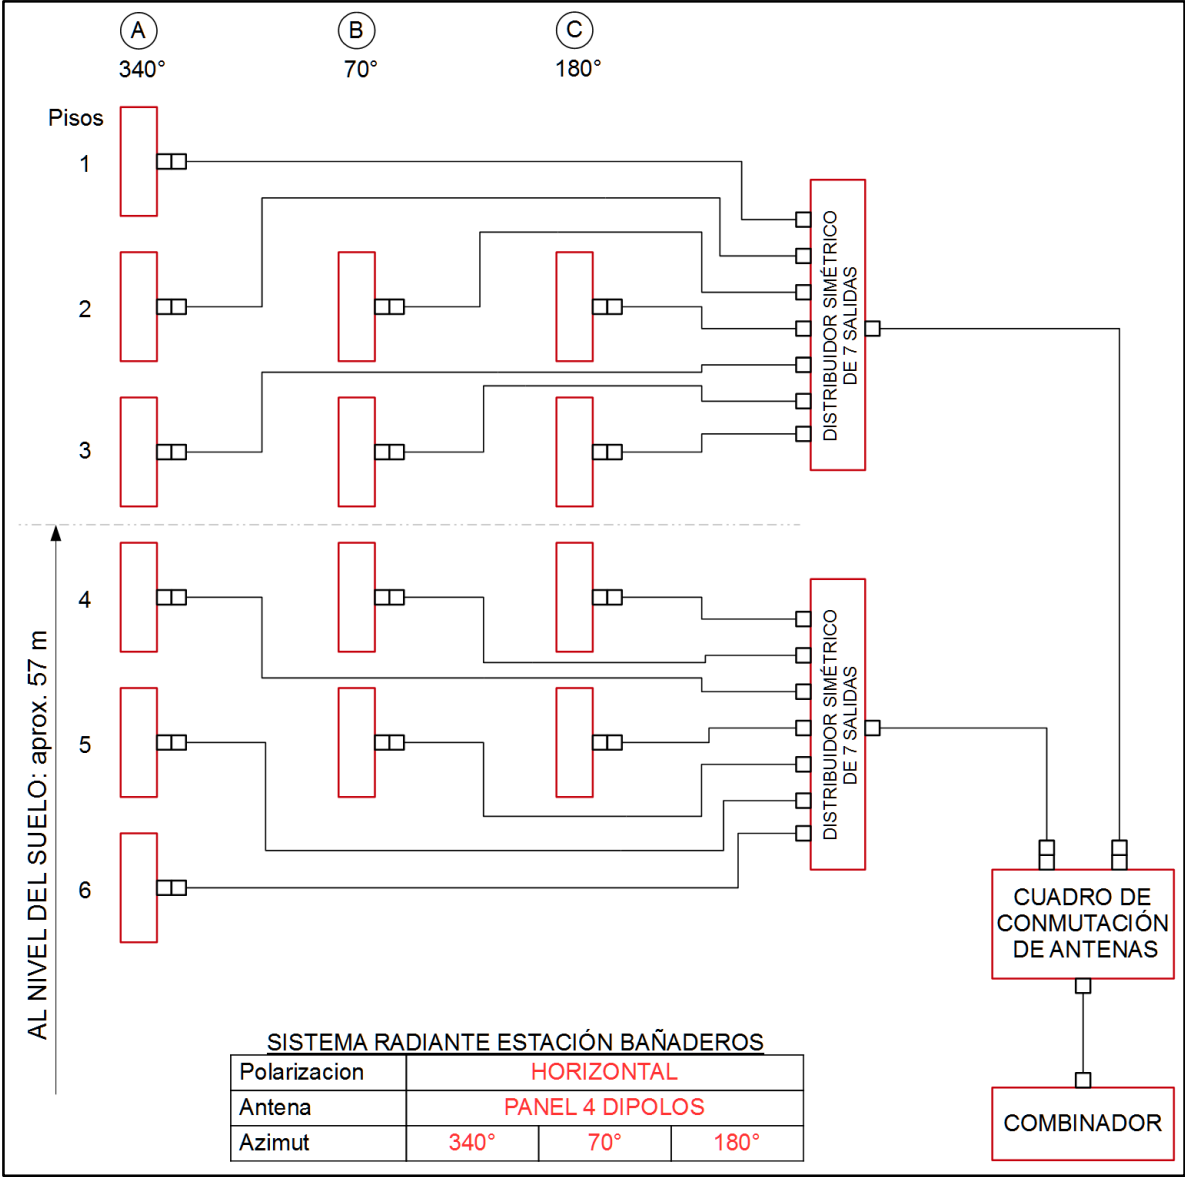 A
B
C
340°
70°
180°
Pisos
1
2
3
4
5
6
DISTRIBUIDOR SIMÉTRICO
DE 7 SALIDAS
DISTRIBUIDOR SIMÉTRICO
DE 7 SALIDAS
AL NIVEL DEL SUELO: aprox. 57 m
CUADRO DE
CONMUTACIÓN
DE ANTENAS
COMBINADOR
SISTEMA RADIANTE ESTACIÓN BAÑADEROS
Polarizacion HORIZONTAL
Antena PANEL 4 DIPOLOS
Azimut 340° 70° 180°